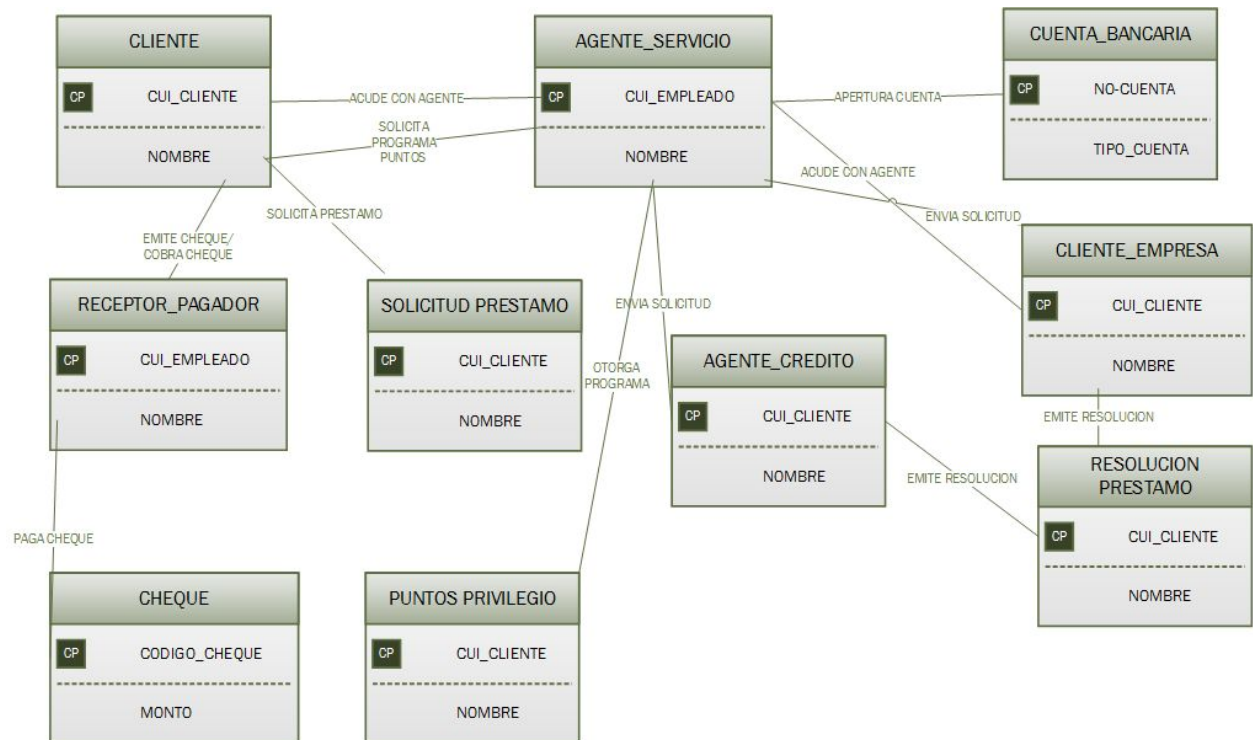 CLIENTE
CP CUI_CLIENTE
NOMBRE
ACUDE CON AGENTE
SOLICITA
PROGRAMA
PUNTOS
AGENTE_SERVICIO
CP CUI_EMPLEADO
NOMBRE
APERTURA CUENTA
CUENTA_BANCARIA
CP NO-CUENTA
TIPO_CUENTA
ACUDE CON AGENTE
ENVIA SOLICITUD
SOLICITA PRESTAMO
EMITE CHEQUE/
COBRA CHEQUE
CLIENTE_EMPRESA
CP CUI_CLIENTE
NOMBRE
RECEPTOR_PAGADOR
CP CUI_EMPLEADO
NOMBRE
SOLICITUD PRESTAMO
CP CUI_CLIENTE
NOMBRE
ENVIA SOLICITUD
OTORGA
PROGRAMA
AGENTE_CREDITO
CP CUI_CLIENTE
NOMBRE
EMITE RESOLUCION
EMITE RESOLUCION
RESOLUCION
PRESTAMO
CP CUI_CLIENTE
NOMBRE
PAGA CHEQUE
CHEQUE
CP CODIGO_CHEQUE
MONTO
PUNTOS PRIVILEGIO
CP CUI_CLIENTE
NOMBRE